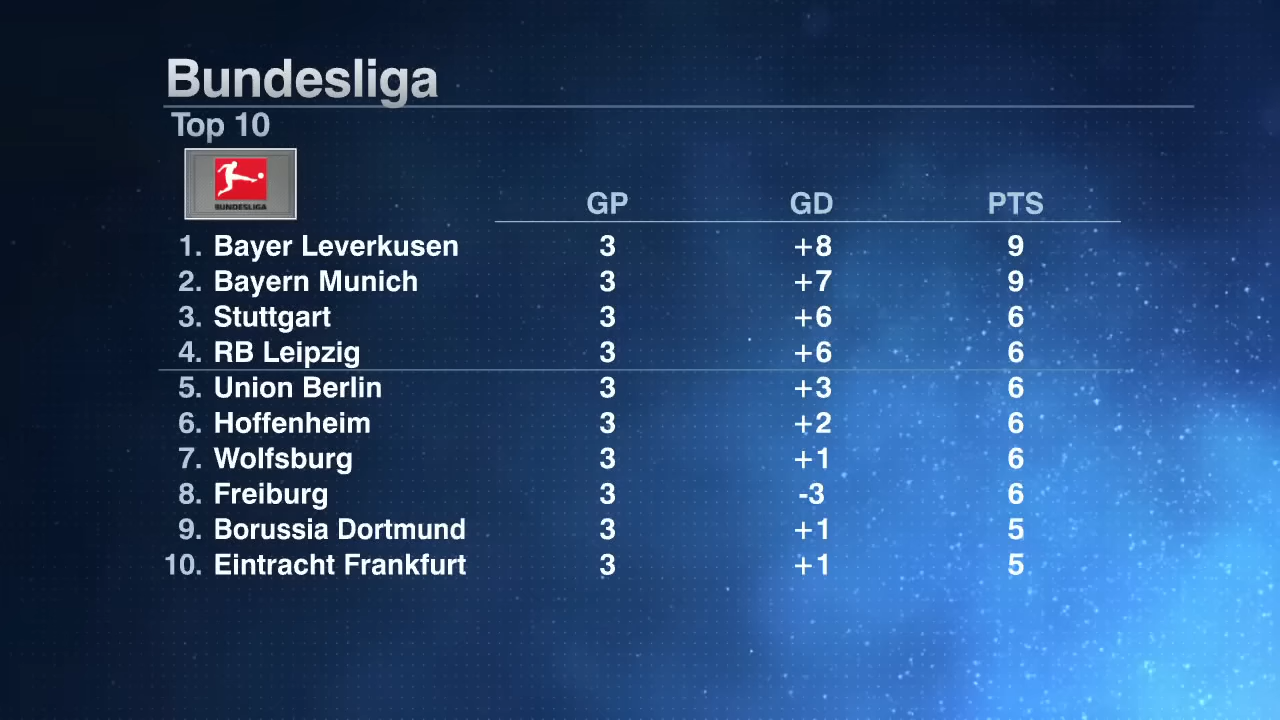 Bundesliga
Top 10
BUNDESLIGA
GP GD PTS
1. Bayer Leverkusen 3 +8 9
2. Bayern Munich 3 +7 9
3. Stuttgart 3 +6 6
4. RB Leipzig 3 +6 6
5. Union Berlin 3 +3 6
6. Hoffenheim 3 +2 6
7. Wolfsburg 3 +1 6
8. Freiburg 3 -3 6
9. Borussia Dortmund 3 +1 5
10. Eintracht Frankfurt 3 +1 5